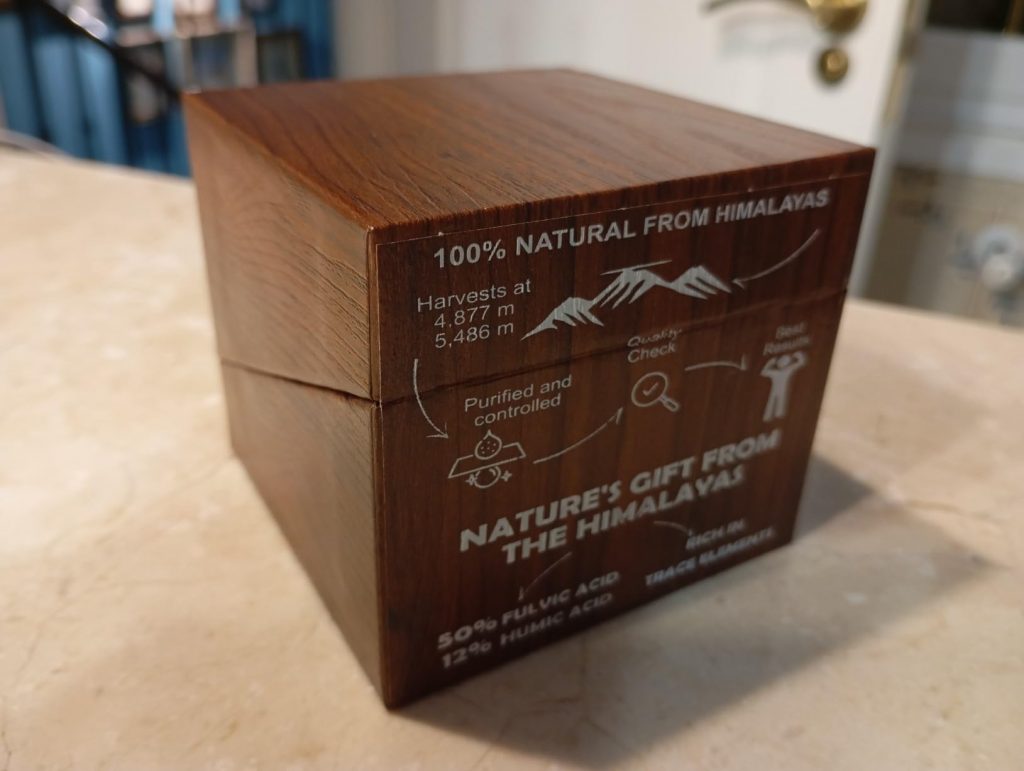 100% NATURAL FROM HIMALAYAS
Harvests at
4,877 m
5,486 m
Quality
Check
Best
Results
Purified and
controlled
NATURE'S GIFT FROM
THE HIMALAYAS
RICH IN
TRACE ELEMENTS
50% FULVIC ACID
12% HUMIC ACID